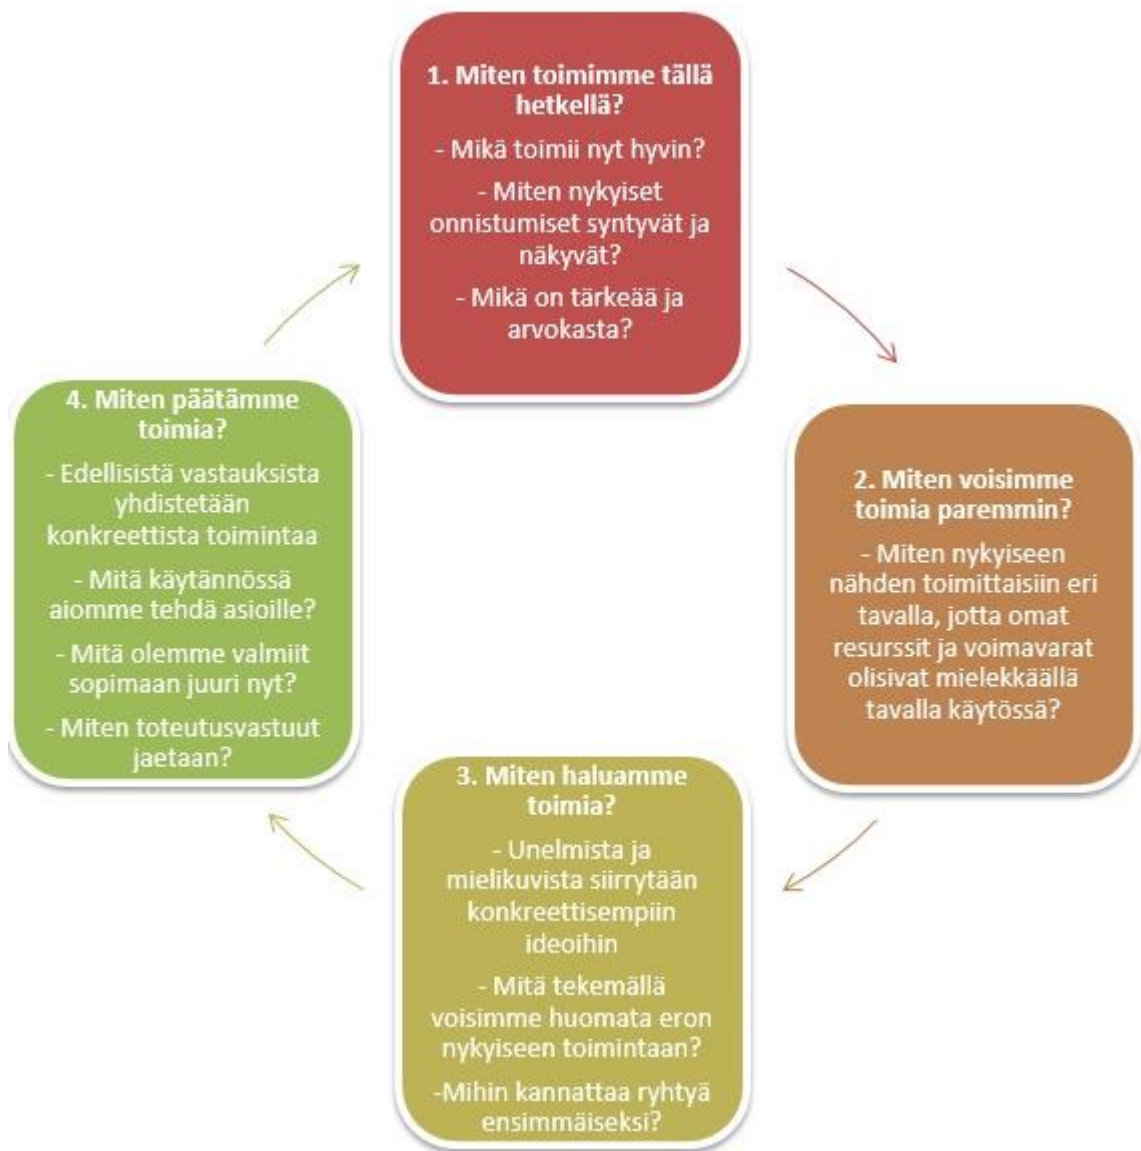 1. Miten toimimme tällä
hetkellä?
- Mikä toimii nyt hyvin?
- Miten nykyiset
onnistumiset syntyvät ja
näkyvät?
- Mikä on tärkeää ja
arvokasta?
2. Miten voisimme
toimia paremmin?
- Miten nykyiseen
nähden toimittaisiin eri
tavalla, jotta omat
resurssit ja voimavarat
olisivat mielekkäällä
tavalla käytössä?
3. Miten haluamme
toimia?
- Unelmista ja
mielikuvista siirrytään
konkreettisempiin
ideoihin
- Mitä tekemällä
voisimme huomata eron
nykyiseen toimintaan?
-Mihin kannattaa ryhtyä
ensimmäiseksi?
4. Miten päätämme
toimia?
- Edellisistä vastauksista
yhdistetään
konkreettista toimintaa
- Mitä käytännössä
aiomme tehdä asioille?
- Mitä olemme valmiit
sopimaan juuri nyt?
- Miten toteutusvastuut
jaetaan?